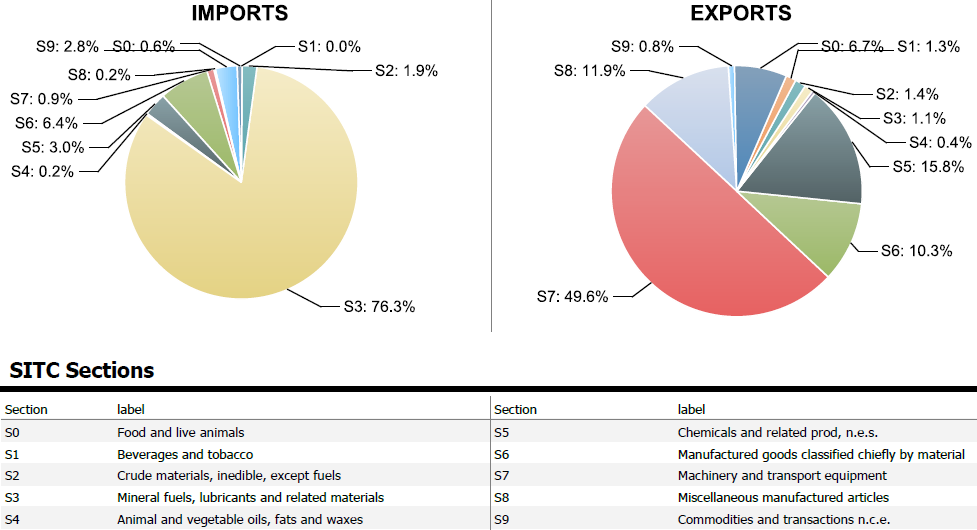 IMPORTS
EXPORTS
S9: 2.8%
S0: 0.6%
S1: 0.0%
S2: 1.9%
S8: 0.2%
S7: 0.9%
S6: 6.4%
S5: 3.0%
S4: 0.2%
S3: 76.3%
S9: 0.8%
S0: 6.7%
S1: 1.3%
S8: 11.9%
S2: 1.4%
S3: 1.1%
S4: 0.4%
S5: 15.8%
S6: 10.3%
S7: 49.6%
SITC Sections
Section label Section label
S0 Food and live animals S5 Chemicals and related prod, n.e.s.
S1 Beverages and tobacco S6 Manufactured goods classified chiefly by material
S2 Crude materials, inedible, except fuels S7 Machinery and transport equipment
S3 Mineral fuels, lubricants and related materials S8 Miscellaneous manufactured articles
S4 Animal and vegetable oils, fats and waxes S9 Commodities and transactions n.c.e.